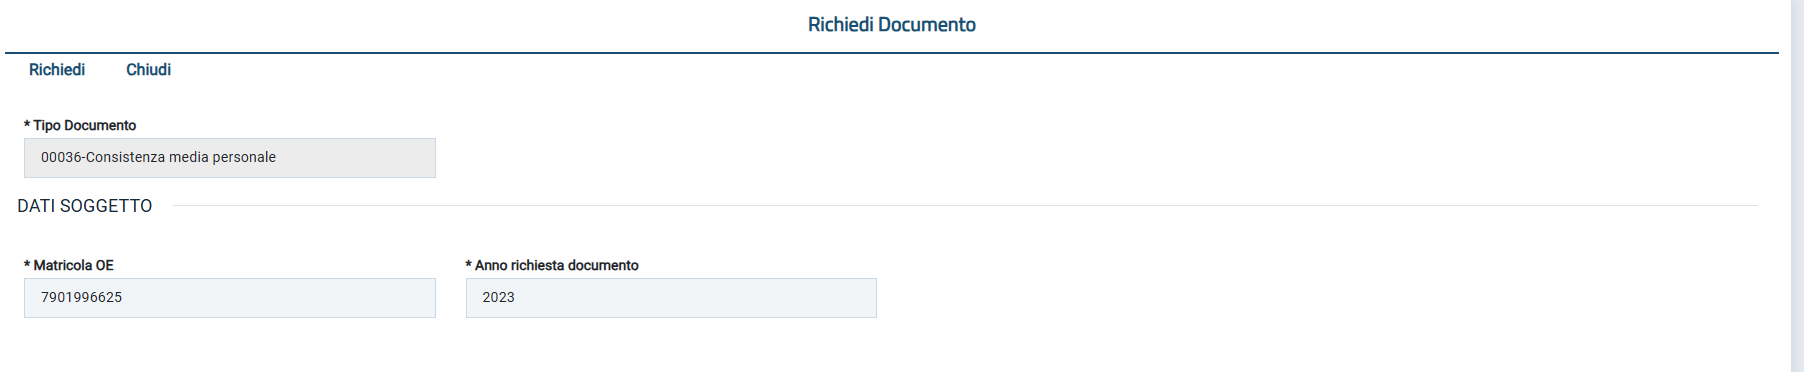 Richiedi Documento
Richiedi Chiudi
* Tipo Documento
00036-Consistenza media personale
DATI SOGGETTO
* Matricola OE * Anno richiesta documento
7901996625 2023